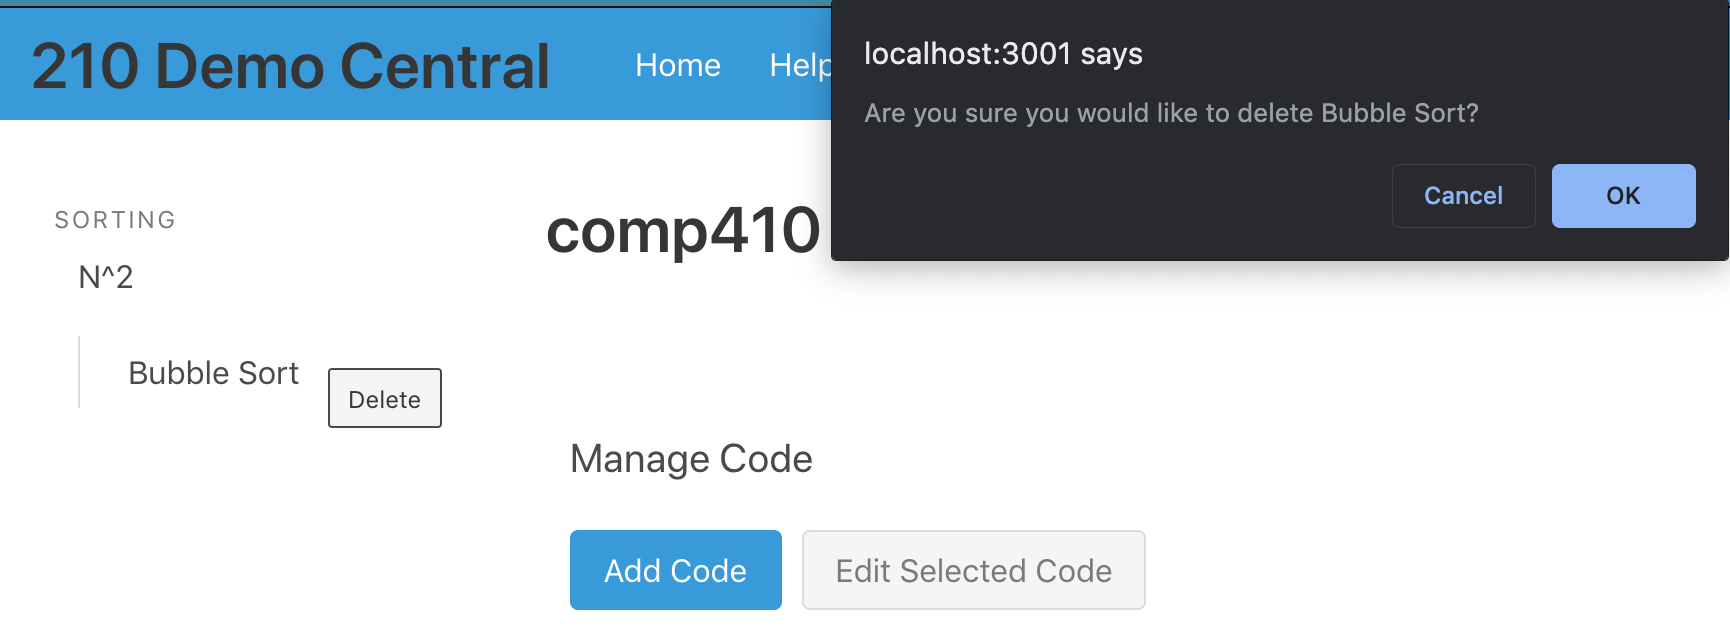 210 Demo Central
Home
Help
localhost:3001 says
Are you sure you would like to delete Bubble Sort?
Cancel
OK
SORTING
N^2
Bubble Sort
Delete
comp410
Manage Code
Add Code
Edit Selected Code